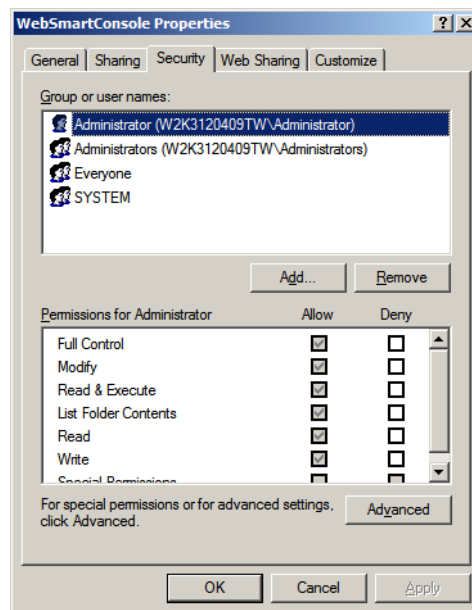 WebSmartConsole Properties
General Sharing Security Web Sharing Customize
Group or user names:
Administrator (W2K3120409TW\Administrator)
Administrators (W2K3120409TW\Administrators)
Everyone
SYSTEM
Add... Remove
Permissions for Administrator Allow Deny
Full Control
Modify
Read & Execute
List Folder Contents
Read
Write
Special Permissions
For special permissions or for advanced settings, click Advanced.
Advanced
OK Cancel Apply